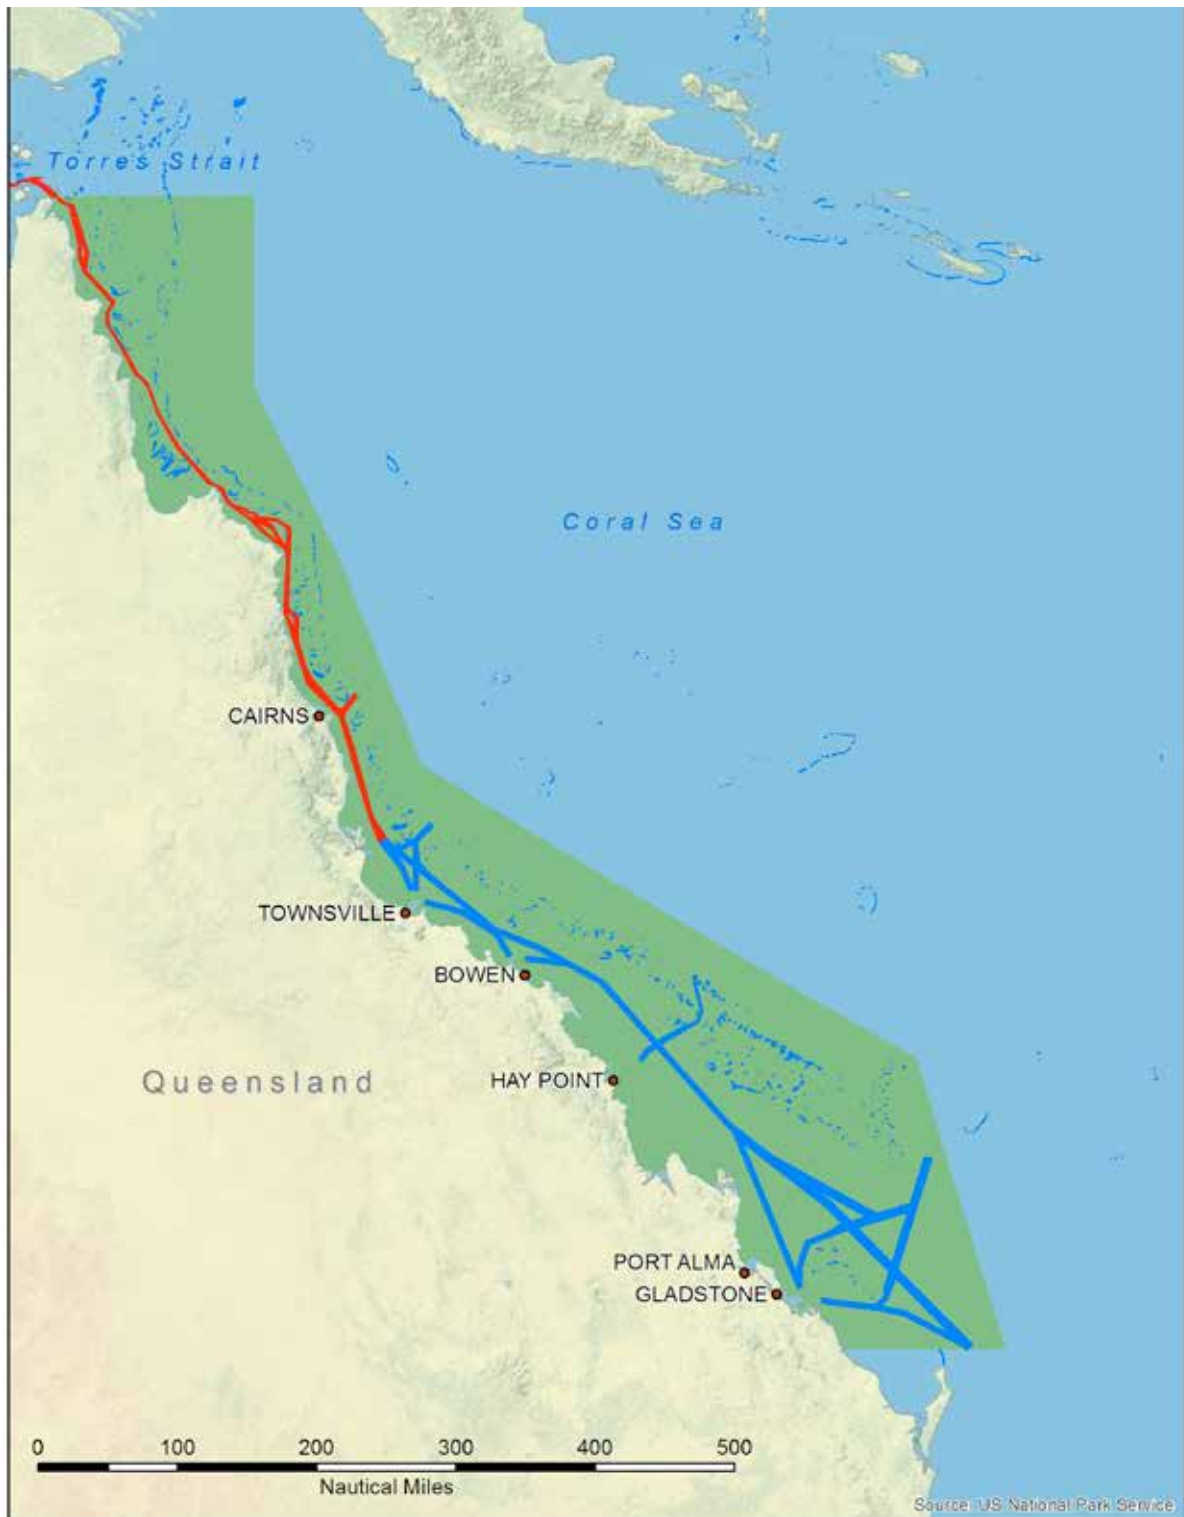 Torres Strait
Coral Sea
CAIRNS
TOWNSVILLE
BOWEN
Queensland
HAY POINT
PORT ALMA
GLADSTONE
0 100 200 300 400 500
Nautical Miles
Source: US National Park Service